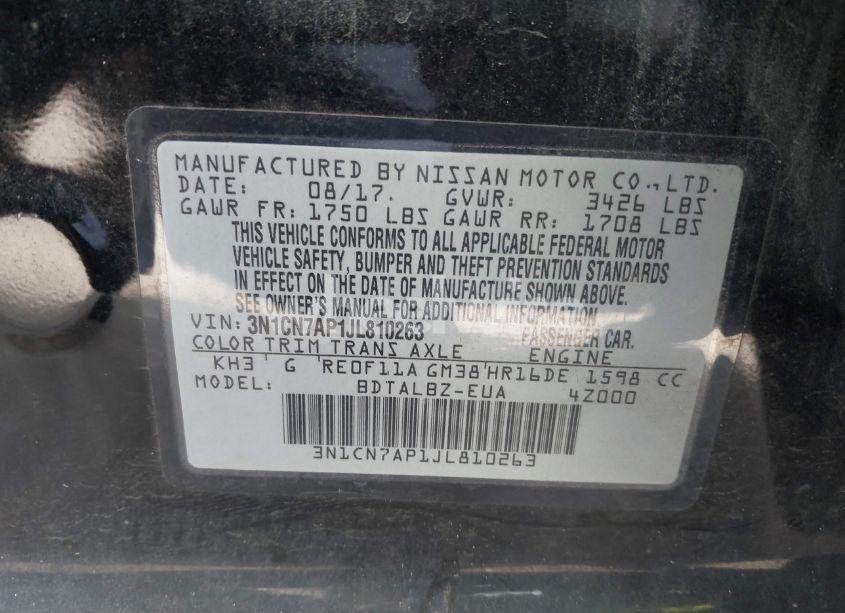 MANUFACTURED BY NISSAN MOTOR CO., LTD.
DATE: 08/17. GVWR: 3426 LBS
GAWR FR: 1750 LBS GAWR RR: 1708 LBS
THIS VEHICLE CONFORMS TO ALL APPLICABLE FEDERAL MOTOR
VEHICLE SAFETY, BUMPER AND THEFT PREVENTION STANDARDS
IN EFFECT ON THE DATE OF MANUFACTURE SHOWN ABOVE.
SEE OWNER'S MANUAL FOR ADDITIONAL INFORMATION.
VIN: 3N1CN7AP1JL810263 PASSENGER CAR.
COLOR TRIM TRANS AXLE ENGINE
KH3 ' G 'RE0F11A GM38'HR16DE 1598 CC
MODEL: BDTALBZ-EUA 4Z000
3N1CN7AP1JL810263